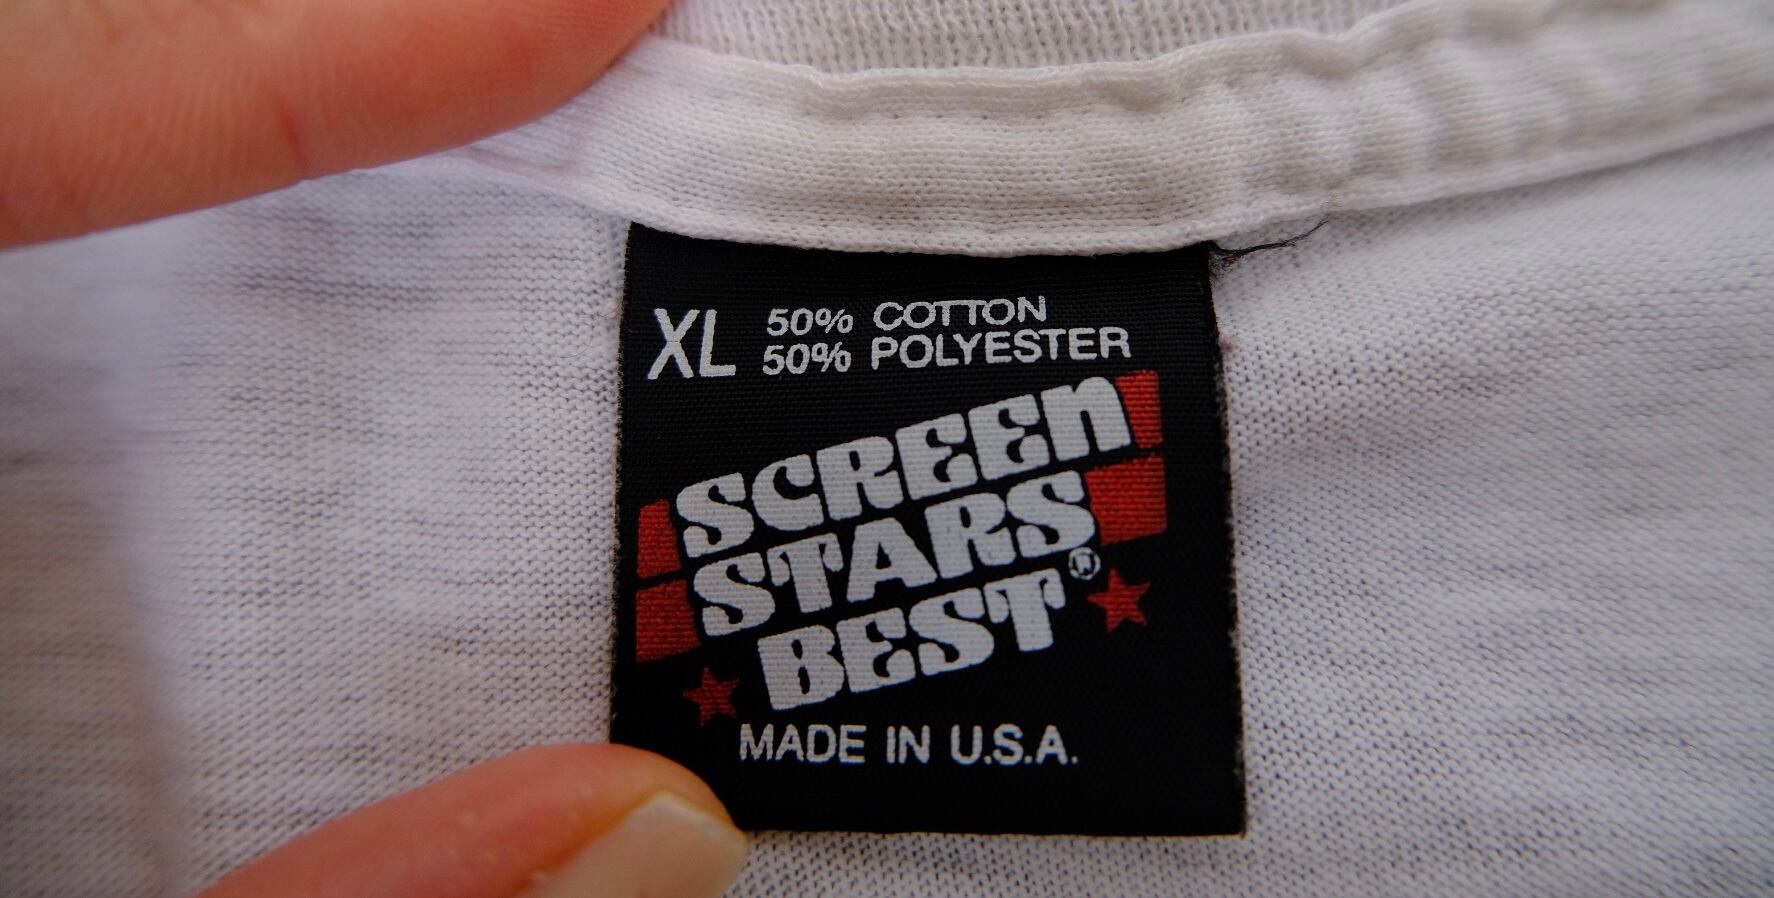 XL 50% COTTON
50% POLYESTER
SCREEN
STARS
BEST®
MADE IN U.S.A.